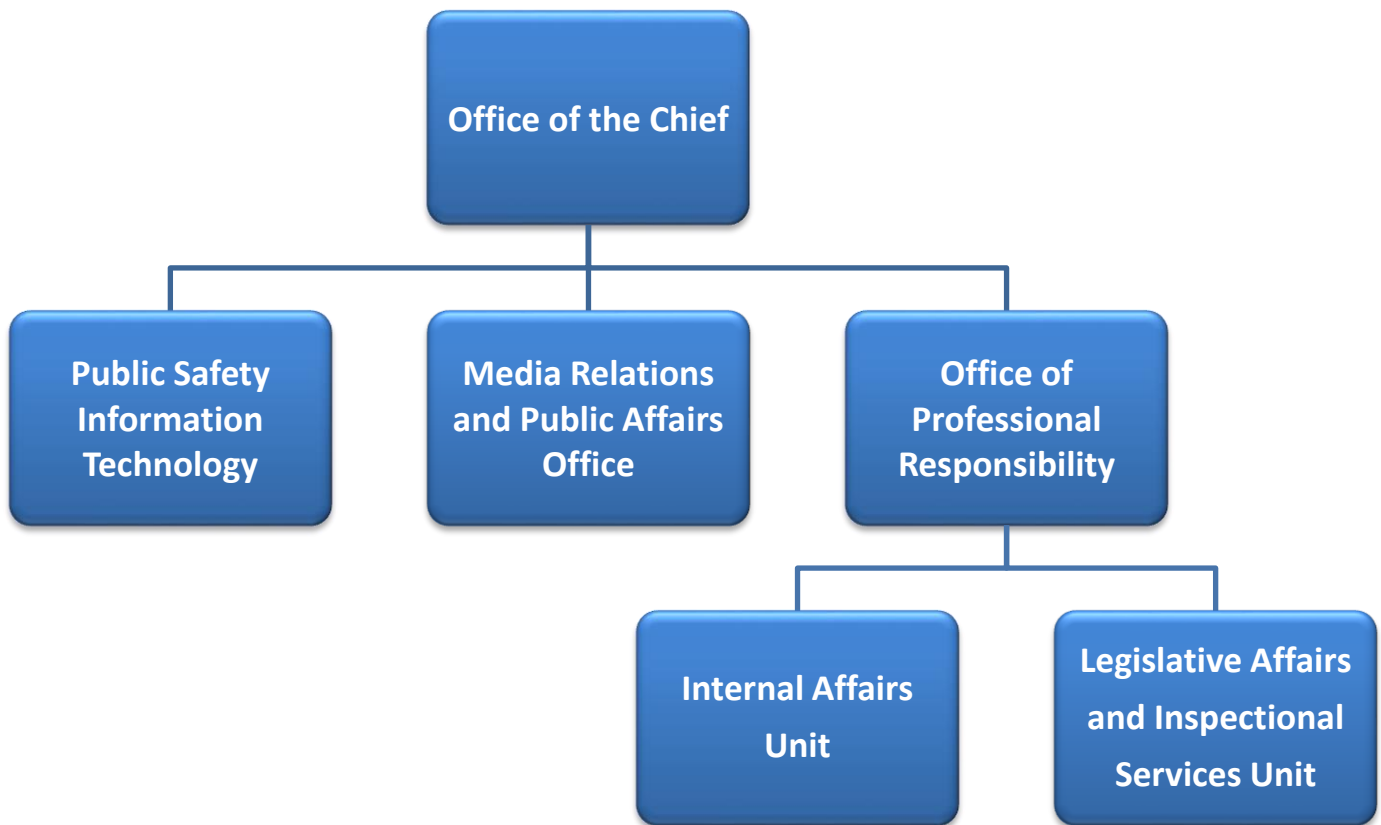 Office of the Chief
Public Safety
Information
Technology
Media Relations
and Public Affairs
Office
Office of
Professional
Responsibility
Internal Affairs
Unit
Legislative Affairs
and Inspectional
Services Unit